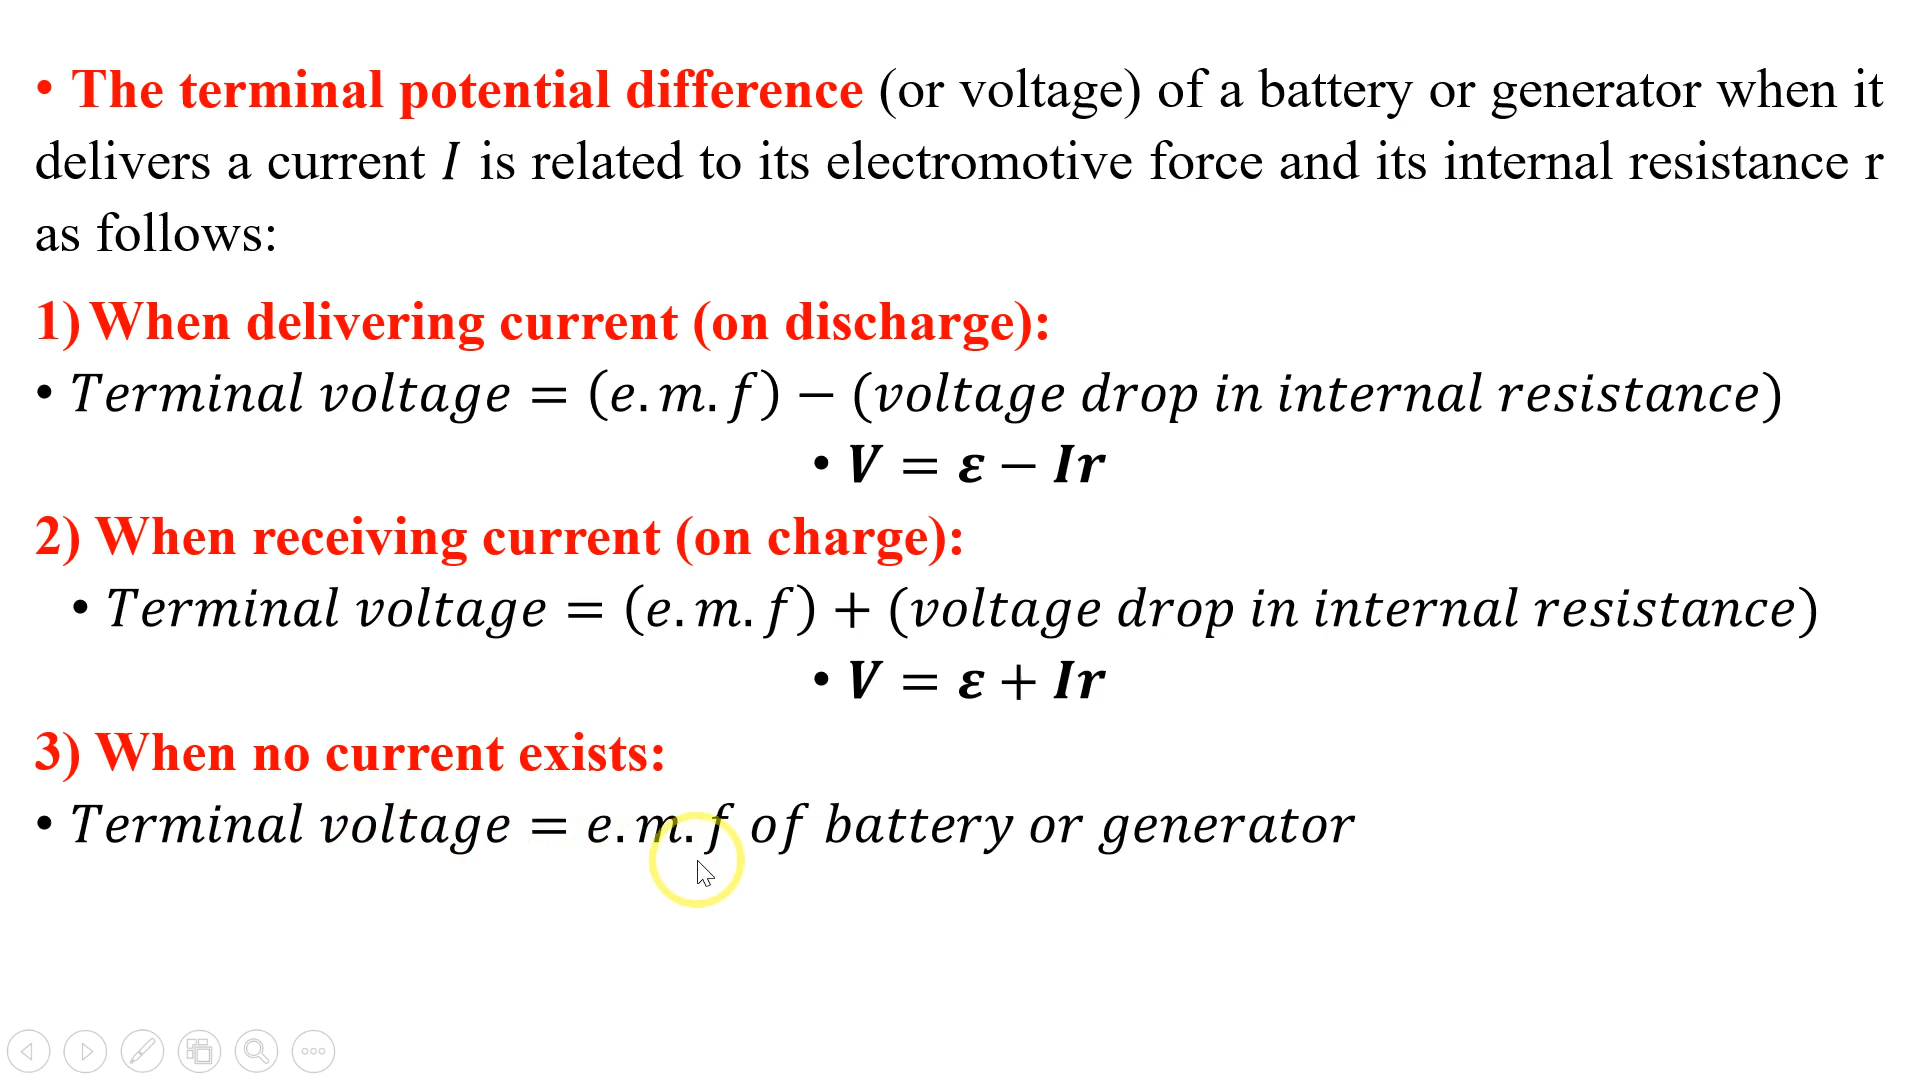 • The terminal potential difference (or voltage) of a battery or generator when it
delivers a current I is related to its electromotive force and its internal resistance r
as follows:
1) When delivering current (on discharge):
• Terminal voltage = (e.m.f) − (voltage drop in internal resistance)
• V = ε − Ir
2) When receiving current (on charge):
• Terminal voltage = (e.m.f) + (voltage drop in internal resistance)
• V = ε + Ir
3) When no current exists:
• Terminal voltage = e.m.f of battery or generator